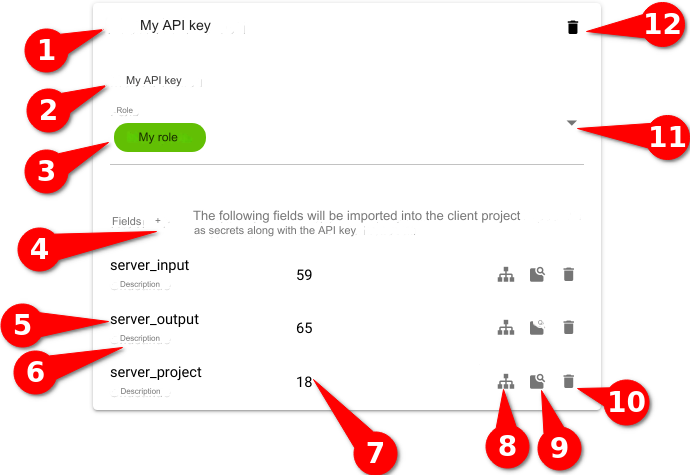 My API key
12
1
My API key
2
Role
My role
11
3
Fields +
The following fields will be imported into the client project
as secrets along with the API key
4
server_input
Description
59
server_output
Description
65
5
6
server_project
Description
18
7
8
9
10